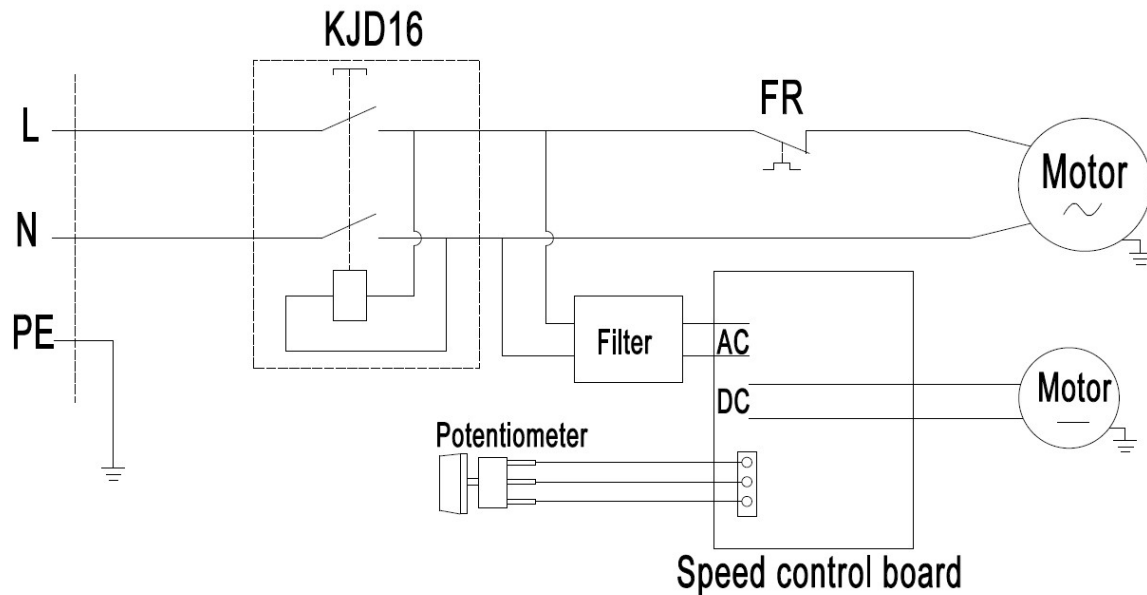 KJD16
L
FR
Motor
N
PE
Filter
AC
DC
Motor
Potentiometer
Speed control board